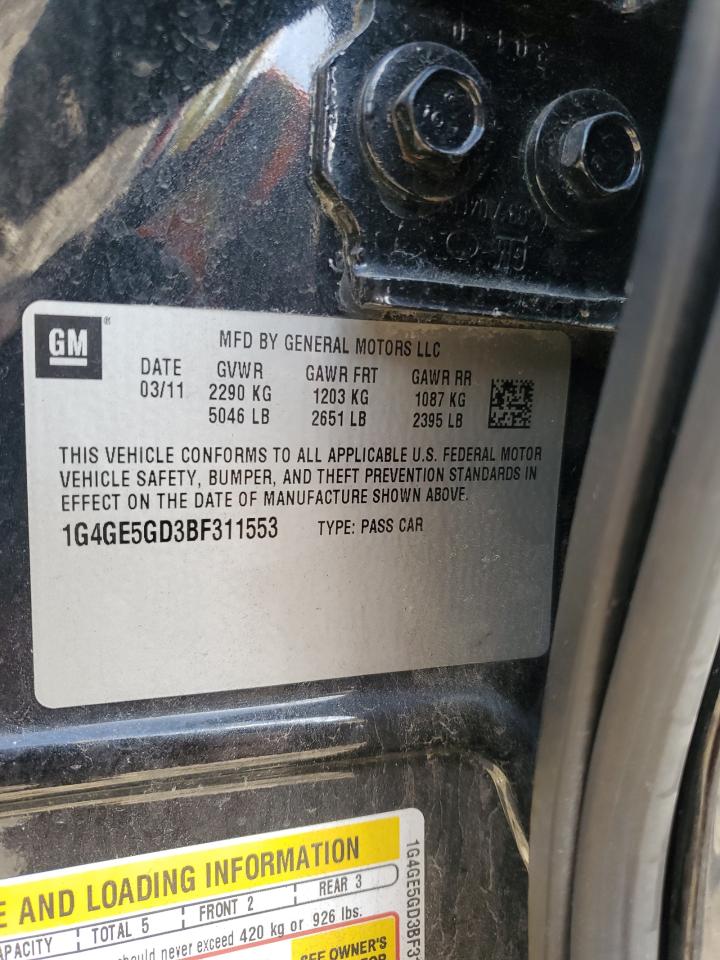 GM
MFD BY GENERAL MOTORS LLC
DATE GVWR GAWR FRT GAWR RR
03/11 2290 KG 1203 KG 1087 KG
5046 LB 2651 LB 2395 LB
THIS VEHICLE CONFORMS TO ALL APPLICABLE U.S. FEDERAL MOTOR
VEHICLE SAFETY, BUMPER, AND THEFT PREVENTION STANDARDS IN
EFFECT ON THE DATE OF MANUFACTURE SHOWN ABOVE.
1G4GE5GD3BF311553 TYPE: PASS CAR
E AND LOADING INFORMATION
APACITY TOTAL 5 FRONT 2 REAR 3
should never exceed 420 kg or 926 lbs.
SEE OWNER'S
1G4GE5GD3BF3